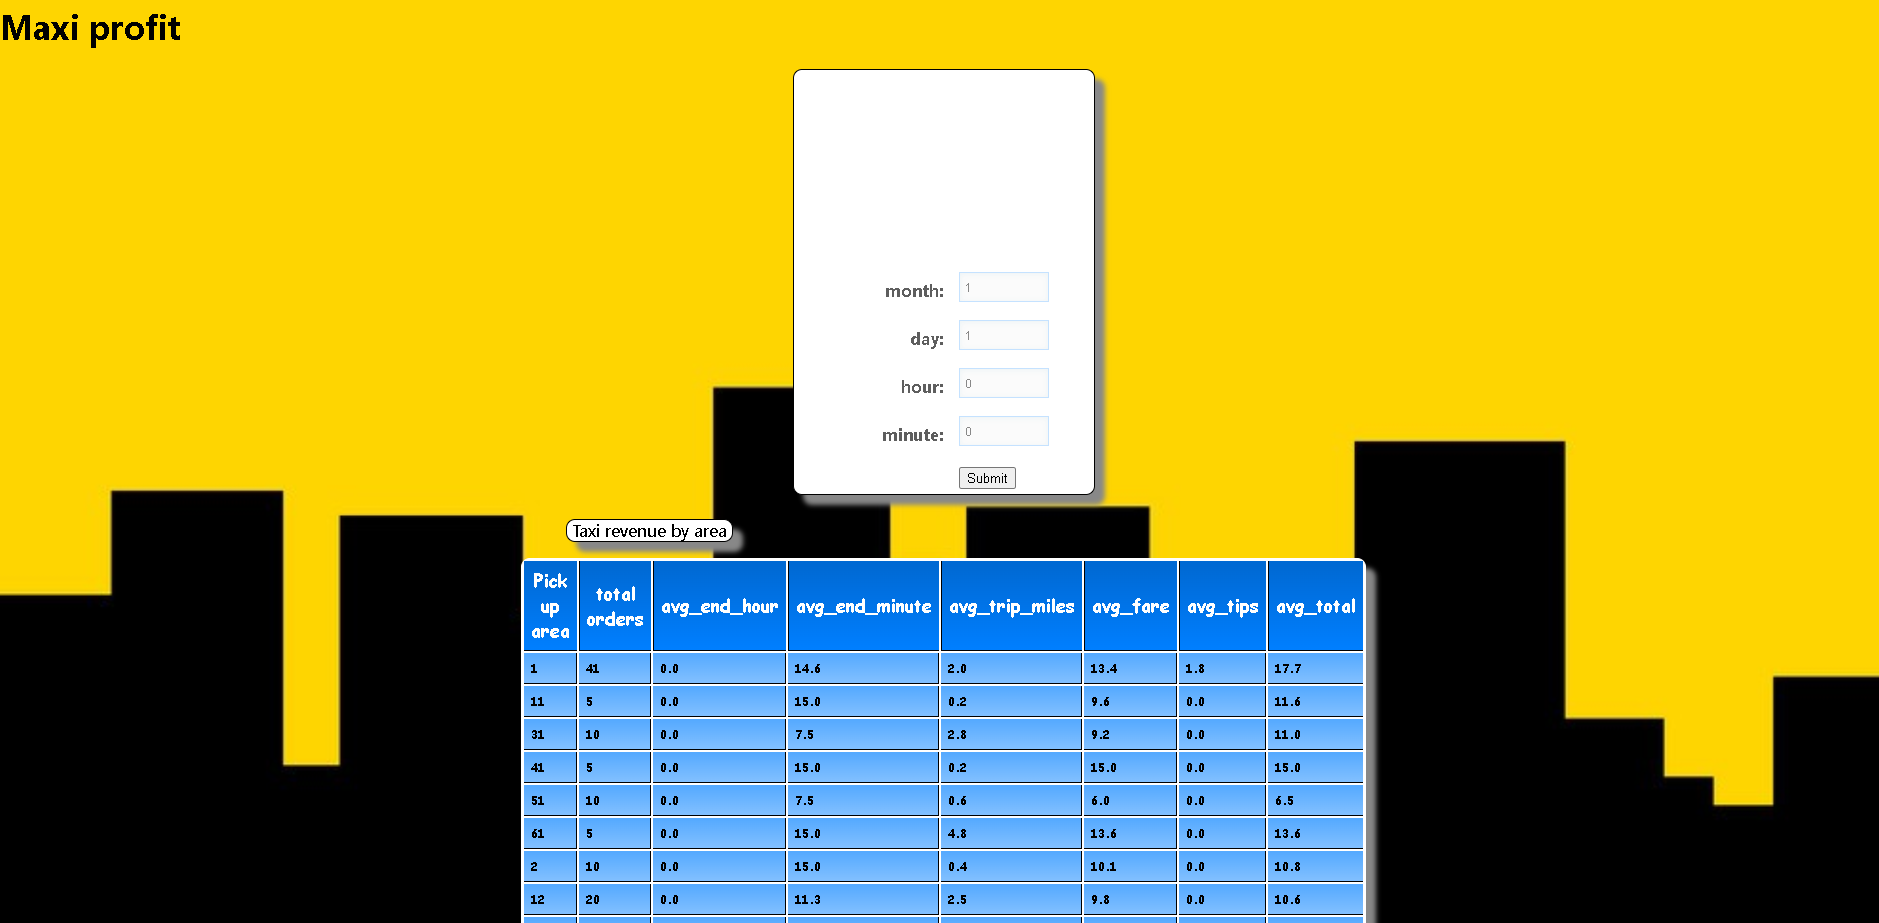 Maxi profit
month: 1
day: 1
hour: 0
minute: 0
Submit
Taxi revenue by area
Pick up area total orders avg_end_hour avg_end_minute avg_trip_miles avg_fare avg_tips avg_total
1 41 0.0 14.6 2.0 13.4 1.8 17.7
11 5 0.0 15.0 0.2 9.6 0.0 11.6
31 10 0.0 7.5 2.8 9.2 0.0 11.0
41 5 0.0 15.0 0.2 15.0 0.0 15.0
51 10 0.0 7.5 0.6 6.0 0.0 6.5
61 5 0.0 15.0 4.8 13.6 0.0 13.6
2 10 0.0 15.0 0.4 10.1 0.0 10.8
12 20 0.0 11.3 2.5 9.8 0.0 10.6